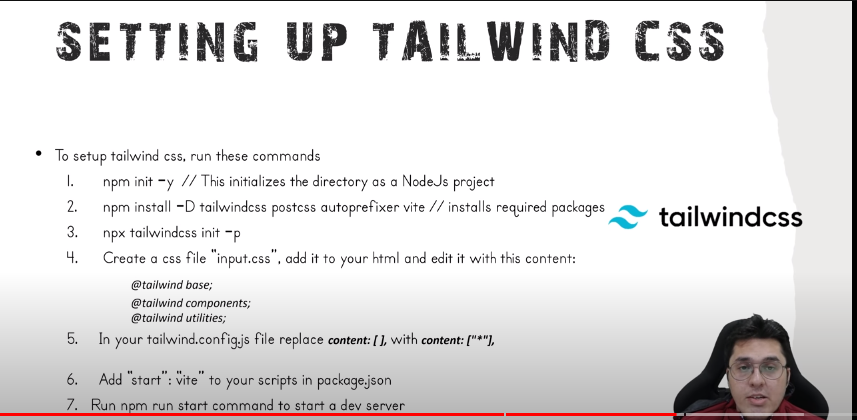 SETTING UP TAILWIND CSS
• To setup tailwind css, run these commands
1. npm init -y // This initializes the directory as a NodeJs project
2. npm install -D tailwindcss postcss autoprefixer vite // installs required packages
tailwindcss
3. npx tailwindcss init -p
4. Create a css file "input.css", add it to your html and edit it with this content:
@tailwind base;
@tailwind components;
@tailwind utilities;
5. In your tailwind.config.js file replace content: [ ], with content: ["*"],
6. Add "start": "vite" to your scripts in package.json
7. Run npm run start command to start a dev server